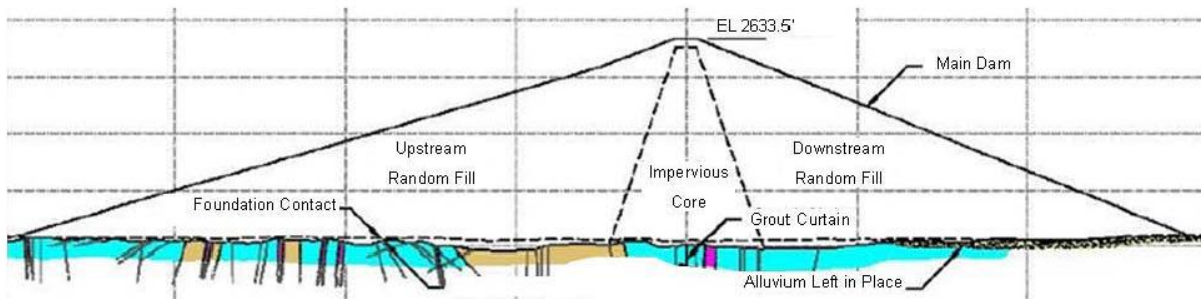 EL 2633.5'
Main Dam
Upstream
Random Fill
Downstream
Random Fill
Impervious
Core
Foundation Contact
Grout Curtain
Alluvium Left in Place